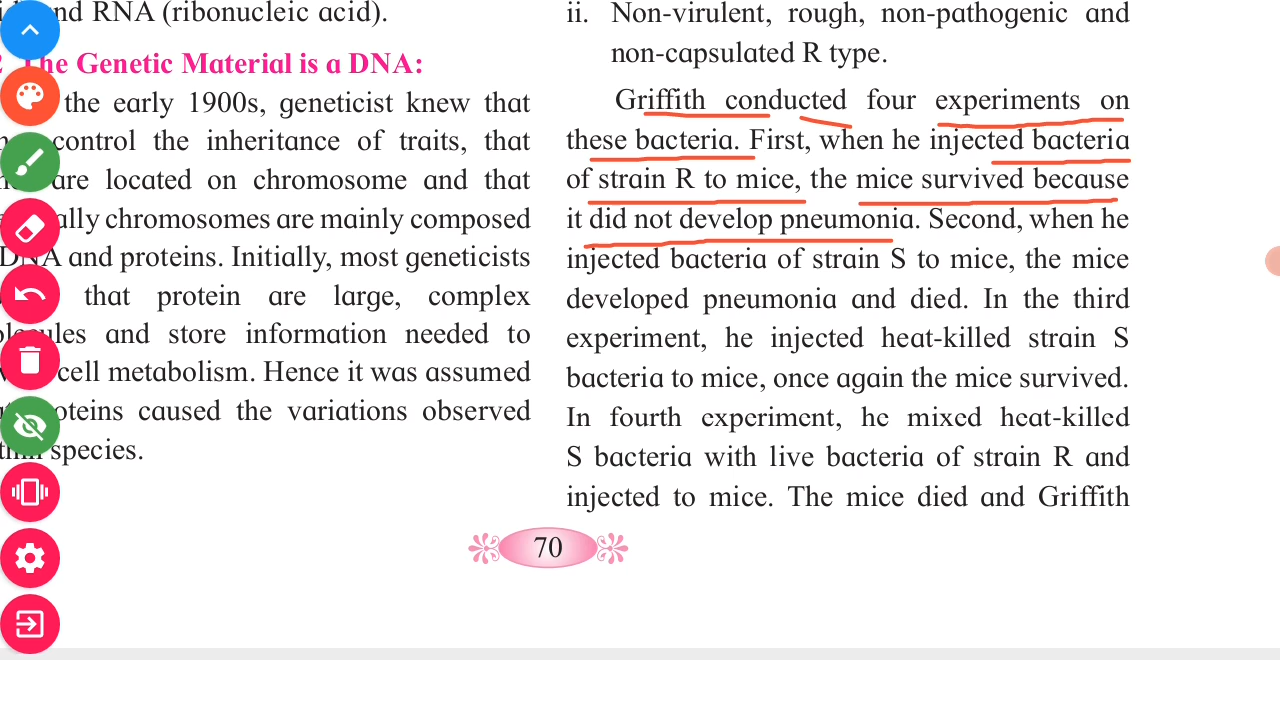 nd RNA (ribonucleic acid).
The Genetic Material is a DNA:
the early 1900s, geneticist knew that
control the inheritance of traits, that
are located on chromosome and that
ally chromosomes are mainly composed
DNA and proteins. Initially, most geneticists
that protein are large, complex
and store information needed to
cell metabolism. Hence it was assumed
oteins caused the variations observed
species.
ii. Non-virulent, rough, non-pathogenic and
non-capsulated R type.
Griffith conducted four experiments on
these bacteria. First, when he injected bacteria
of strain R to mice, the mice survived because
it did not develop pneumonia. Second, when he
injected bacteria of strain S to mice, the mice
developed pneumonia and died. In the third
experiment, he injected heat-killed strain S
bacteria to mice, once again the mice survived.
In fourth experiment, he mixed heat-killed
S bacteria with live bacteria of strain R and
injected to mice. The mice died and Griffith
70